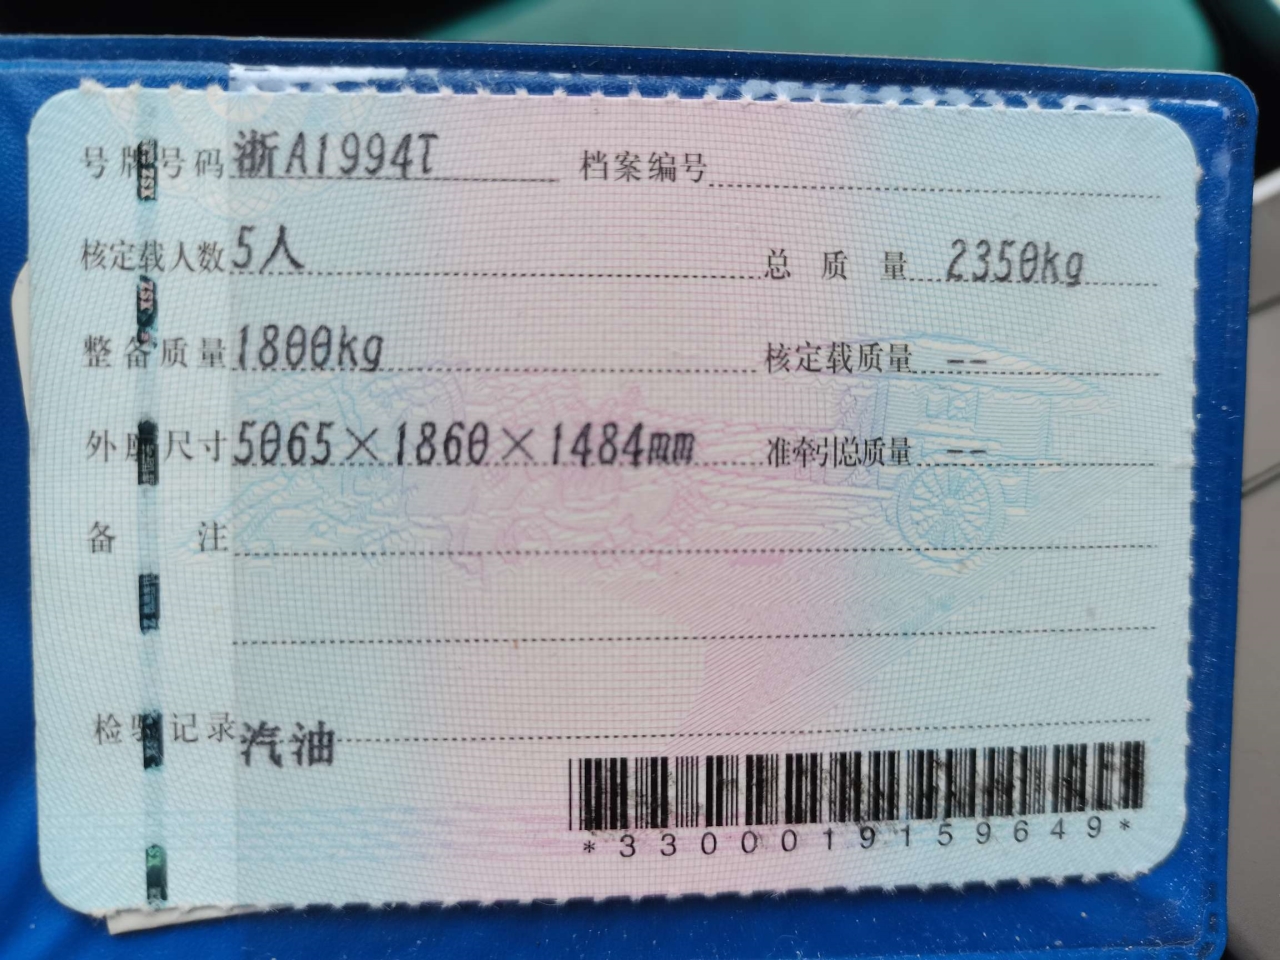 号牌号码 浙A1994T 档案编号
核定载人数 5人 总质量 2350kg
整备质量 1800kg 核定载质量 --
外廓尺寸 5065×1860×1484mm 准牵引总质量 --
备注
检验记录 汽油
*3300019159649*